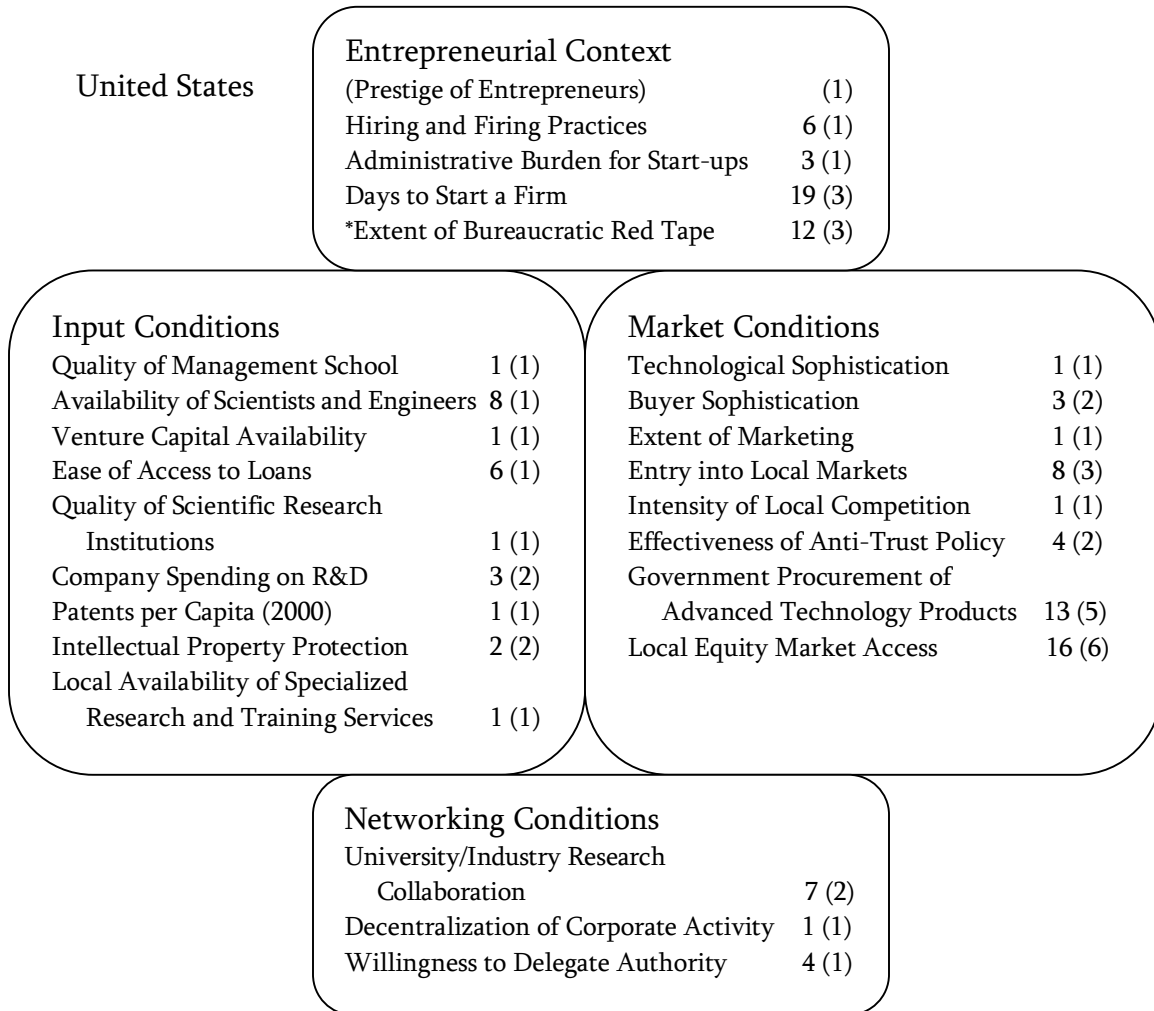 United States
Entrepreneurial Context
(Prestige of Entrepreneurs) (1)
Hiring and Firing Practices 6 (1)
Administrative Burden for Start-ups 3 (1)
Days to Start a Firm 19 (3)
*Extent of Bureaucratic Red Tape 12 (3)
Input Conditions
Quality of Management School 1 (1)
Availability of Scientists and Engineers 8 (1)
Venture Capital Availability 1 (1)
Ease of Access to Loans 6 (1)
Quality of Scientific Research
Institutions 1 (1)
Company Spending on R&D 3 (2)
Patents per Capita (2000) 1 (1)
Intellectual Property Protection 2 (2)
Local Availability of Specialized
Research and Training Services 1 (1)
Market Conditions
Technological Sophistication 1 (1)
Buyer Sophistication 3 (2)
Extent of Marketing 1 (1)
Entry into Local Markets 8 (3)
Intensity of Local Competition 1 (1)
Effectiveness of Anti-Trust Policy 4 (2)
Government Procurement of
Advanced Technology Products 13 (5)
Local Equity Market Access 16 (6)
Networking Conditions
University/Industry Research
Collaboration 7 (2)
Decentralization of Corporate Activity 1 (1)
Willingness to Delegate Authority 4 (1)